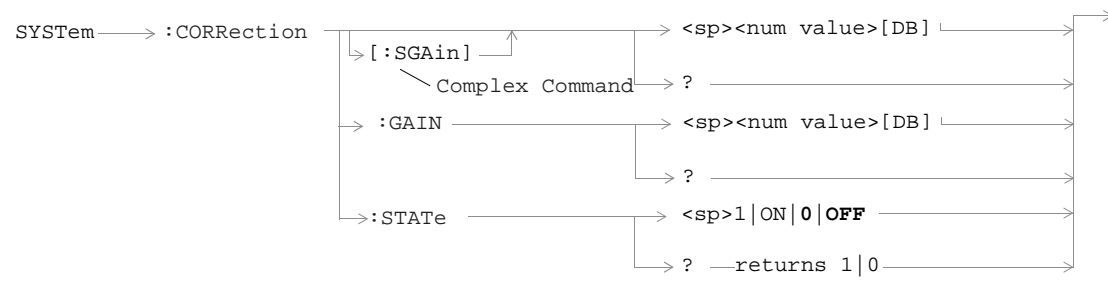 SYSTem :CORRection <sp><num value>[DB]
[:SGAin]
Complex Command ?
:GAIN <sp><num value>[DB]
?
:STATe <sp>1|ON|0|OFF
? returns 1|0